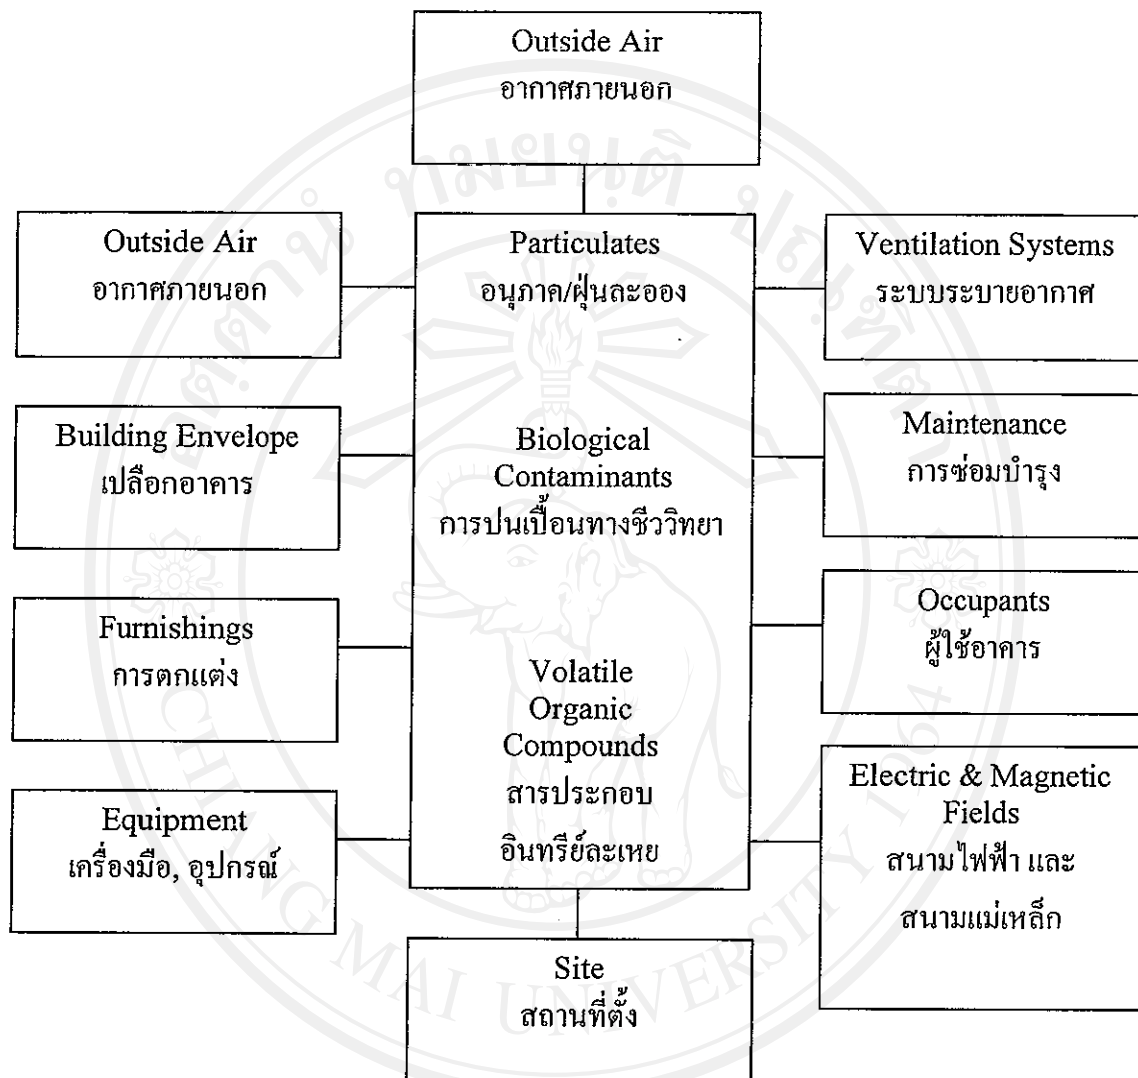 Outside Air
อากาศภายนอก
Outside Air
อากาศภายนอก
Particulates
อนุภาค/ฝุ่นละออง
Ventilation Systems
ระบบระบายอากาศ
Building Envelope
เปลือกอาคาร
Biological
Contaminants
การปนเปื้อนทางชีววิทยา
Maintenance
การซ่อมบำรุง
Furnishings
การตกแต่ง
Volatile
Organic
Compounds
สารประกอบ
อินทรีย์ละเหย
Occupants
ผู้ใช้อาคาร
Equipment
เครื่องมือ, อุปกรณ์
Electric & Magnetic
Fields
สนามไฟฟ้า และ
สนามแม่เหล็ก
Site
สถานที่ตั้ง
CHIANG MAI UNIVERSITY 1964